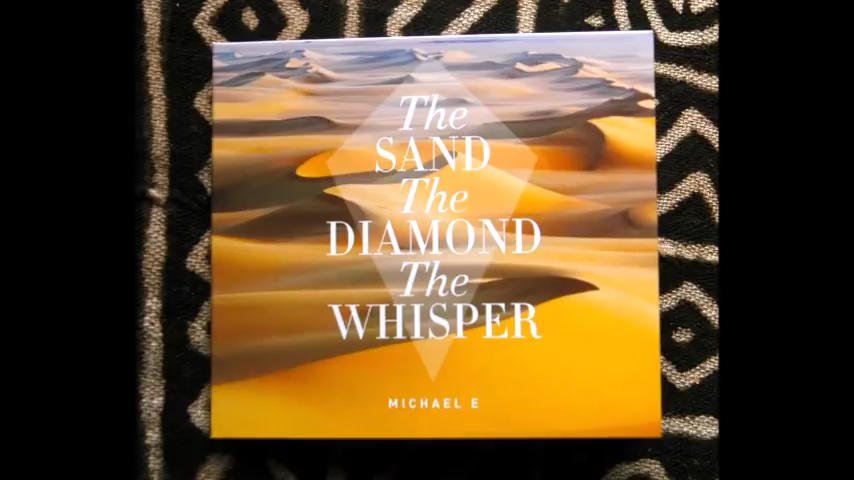 The
SAND
The
DIAMOND
The
WHISPER
MICHAEL E